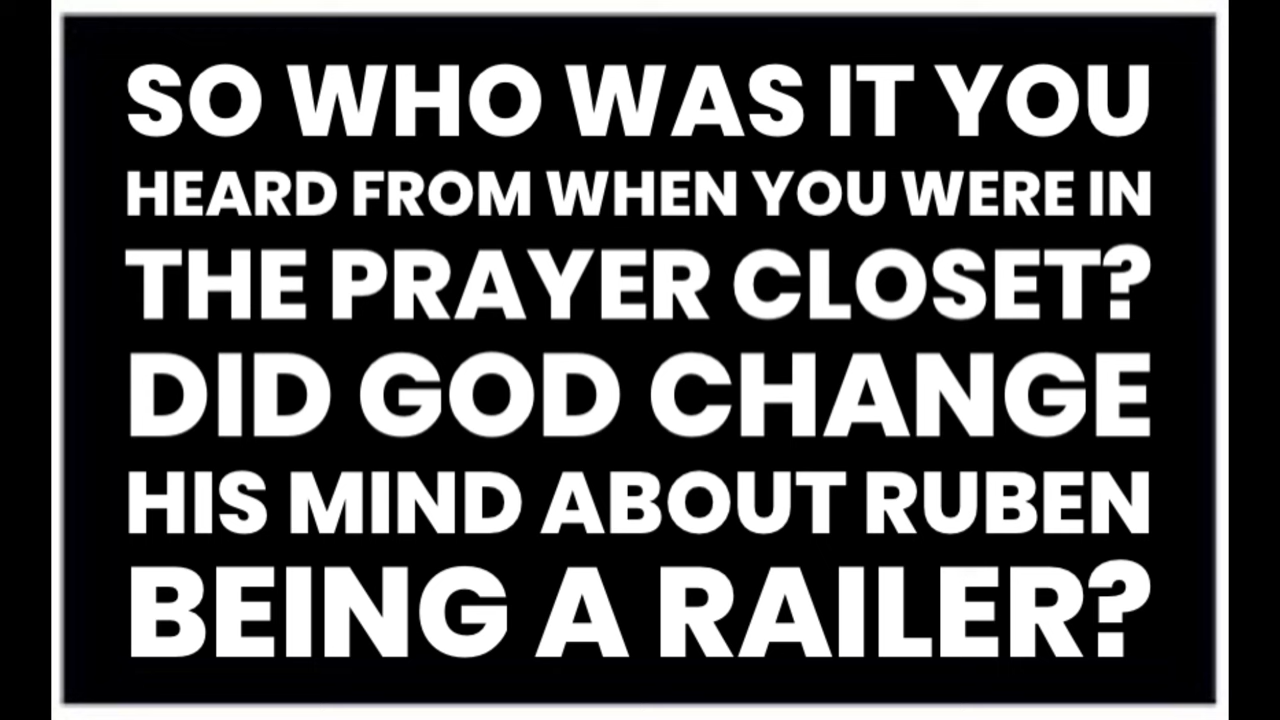 SO WHO WAS IT YOU
HEARD FROM WHEN YOU WERE IN
THE PRAYER CLOSET?
DID GOD CHANGE
HIS MIND ABOUT RUBEN
BEING A RAILER?